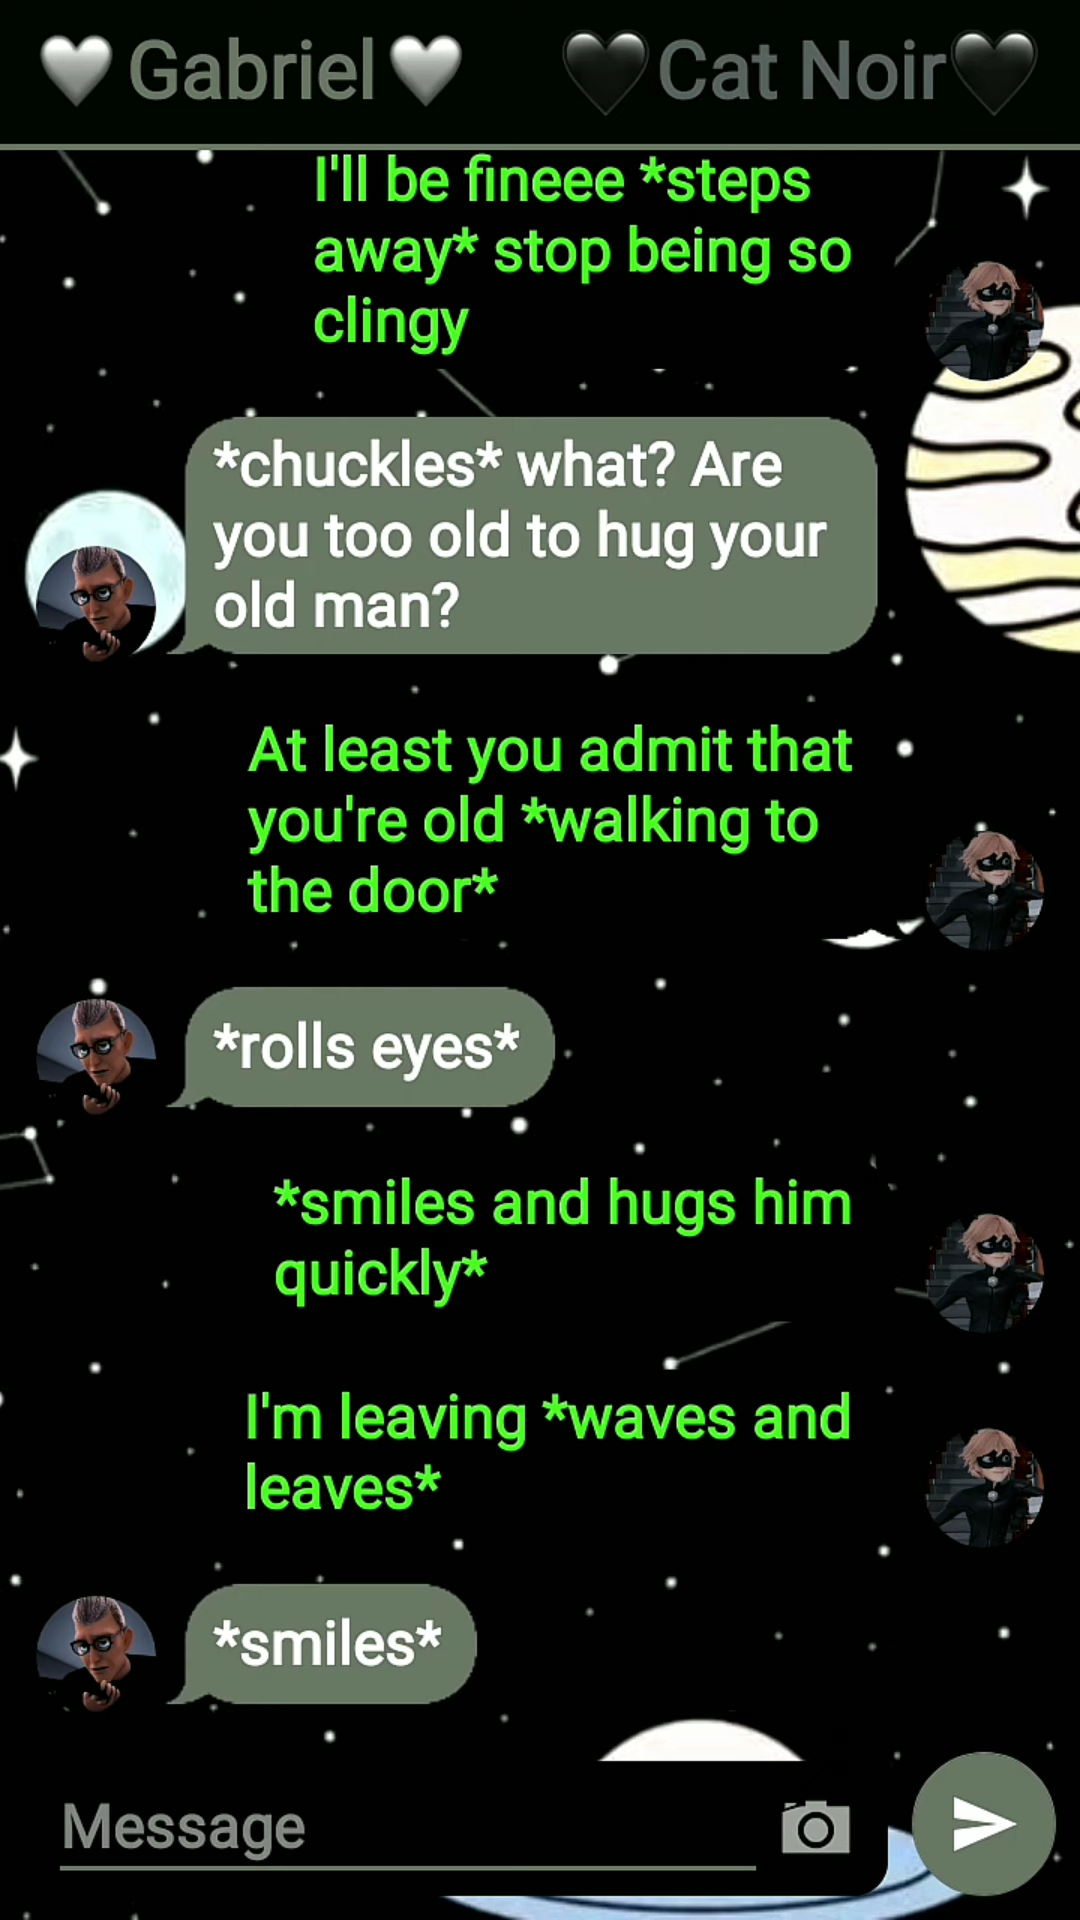 🤍Gabriel🤍 🖤Cat Noir🖤
I'll be fineee *steps
away* stop being so
clingy
*chuckles* what? Are
you too old to hug your
old man?
At least you admit that
you're old *walking to
the door*
*rolls eyes*
*smiles and hugs him
quickly*
I'm leaving *waves and
leaves*
*smiles*
Message